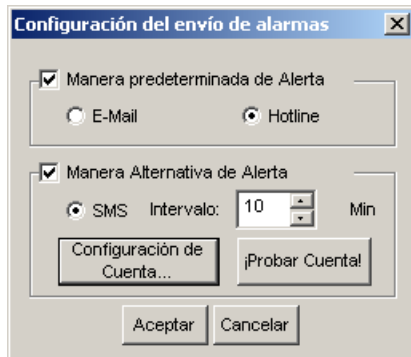 Configuración del envío de alarmas
Manera predeterminada de Alerta
E-Mail Hotline
Manera Alternativa de Alerta
SMS Intervalo: 10 Min
Configuración de
Cuenta...
¡Probar Cuenta!
Aceptar Cancelar